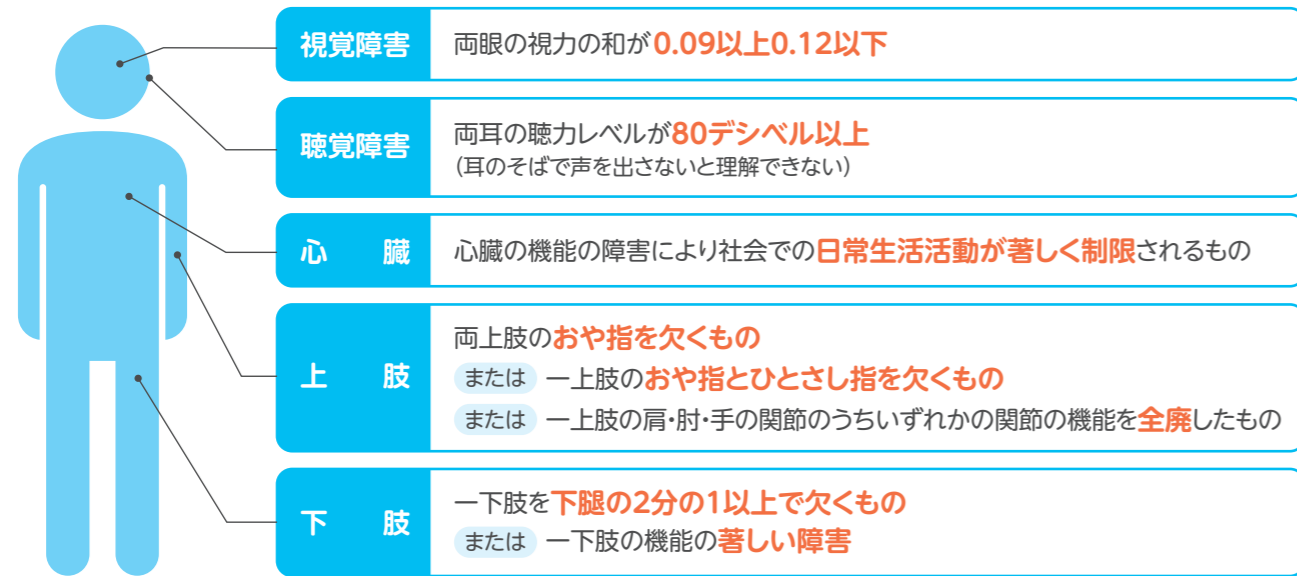 視覚障害
両眼の視力の和が0.09以上0.12以下
聴覚障害
両耳の聴力レベルが80デシベル以上
(耳のそばで声を出さないと理解できない)
心　臓
心臓の機能の障害により社会での日常生活活動が著しく制限されるもの
上　肢
両上肢のおや指を欠くもの
または 一上肢のおや指とひとさし指を欠くもの
または 一上肢の肩・肘・手の関節のうちいずれかの関節の機能を全廃したもの
下　肢
一下肢を下腿の2分の1以上で欠くもの
または 一下肢の機能の著しい障害